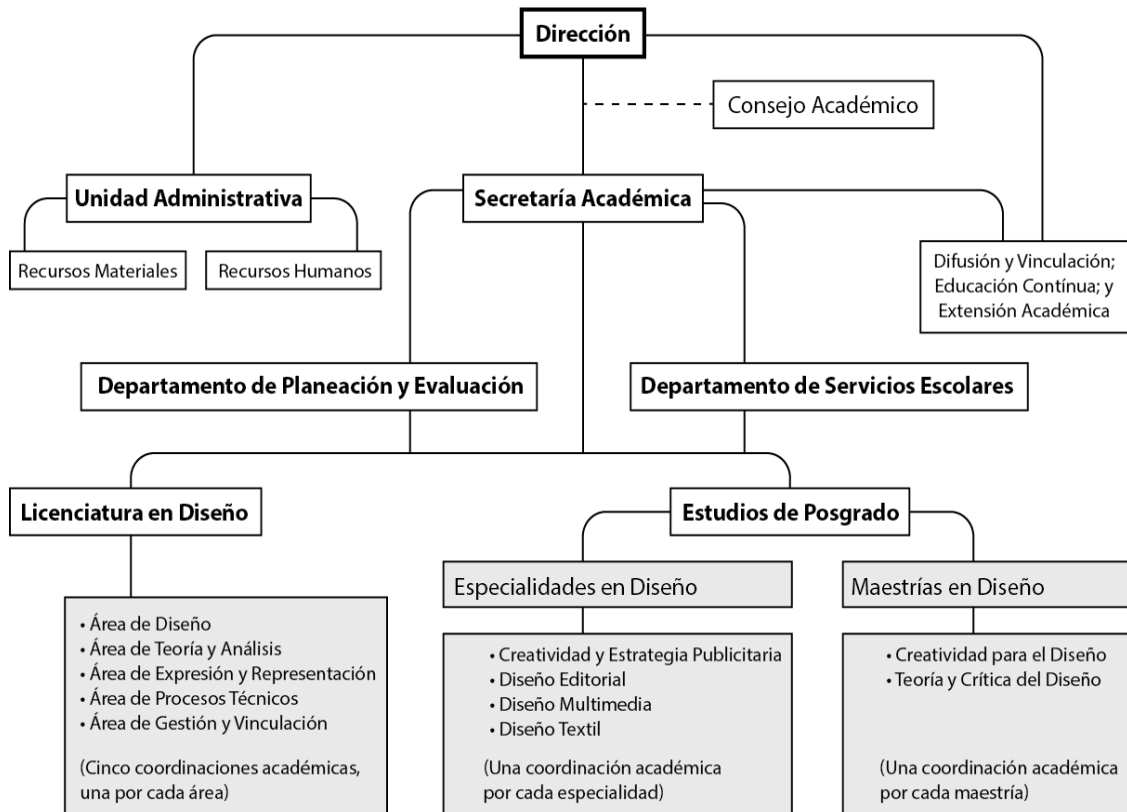 Dirección
Consejo Académico
Unidad Administrativa
Secretaría Académica
Recursos Materiales
Recursos Humanos
Difusión y Vinculación;
Educación Contínua; y
Extensión Académica
Departamento de Planeación y Evaluación
Departamento de Servicios Escolares
Licenciatura en Diseño
Estudios de Posgrado
Especialidades en Diseño
Maestrías en Diseño
• Área de Diseño
• Área de Teoría y Análisis
• Área de Expresión y Representación
• Área de Procesos Técnicos
• Área de Gestión y Vinculación
(Cinco coordinaciones académicas,
una por cada área)
• Creatividad y Estrategia Publicitaria
• Diseño Editorial
• Diseño Multimedia
• Diseño Textil
(Una coordinación académica
por cada especialidad)
• Creatividad para el Diseño
• Teoría y Crítica del Diseño
(Una coordinación académica
por cada maestría)